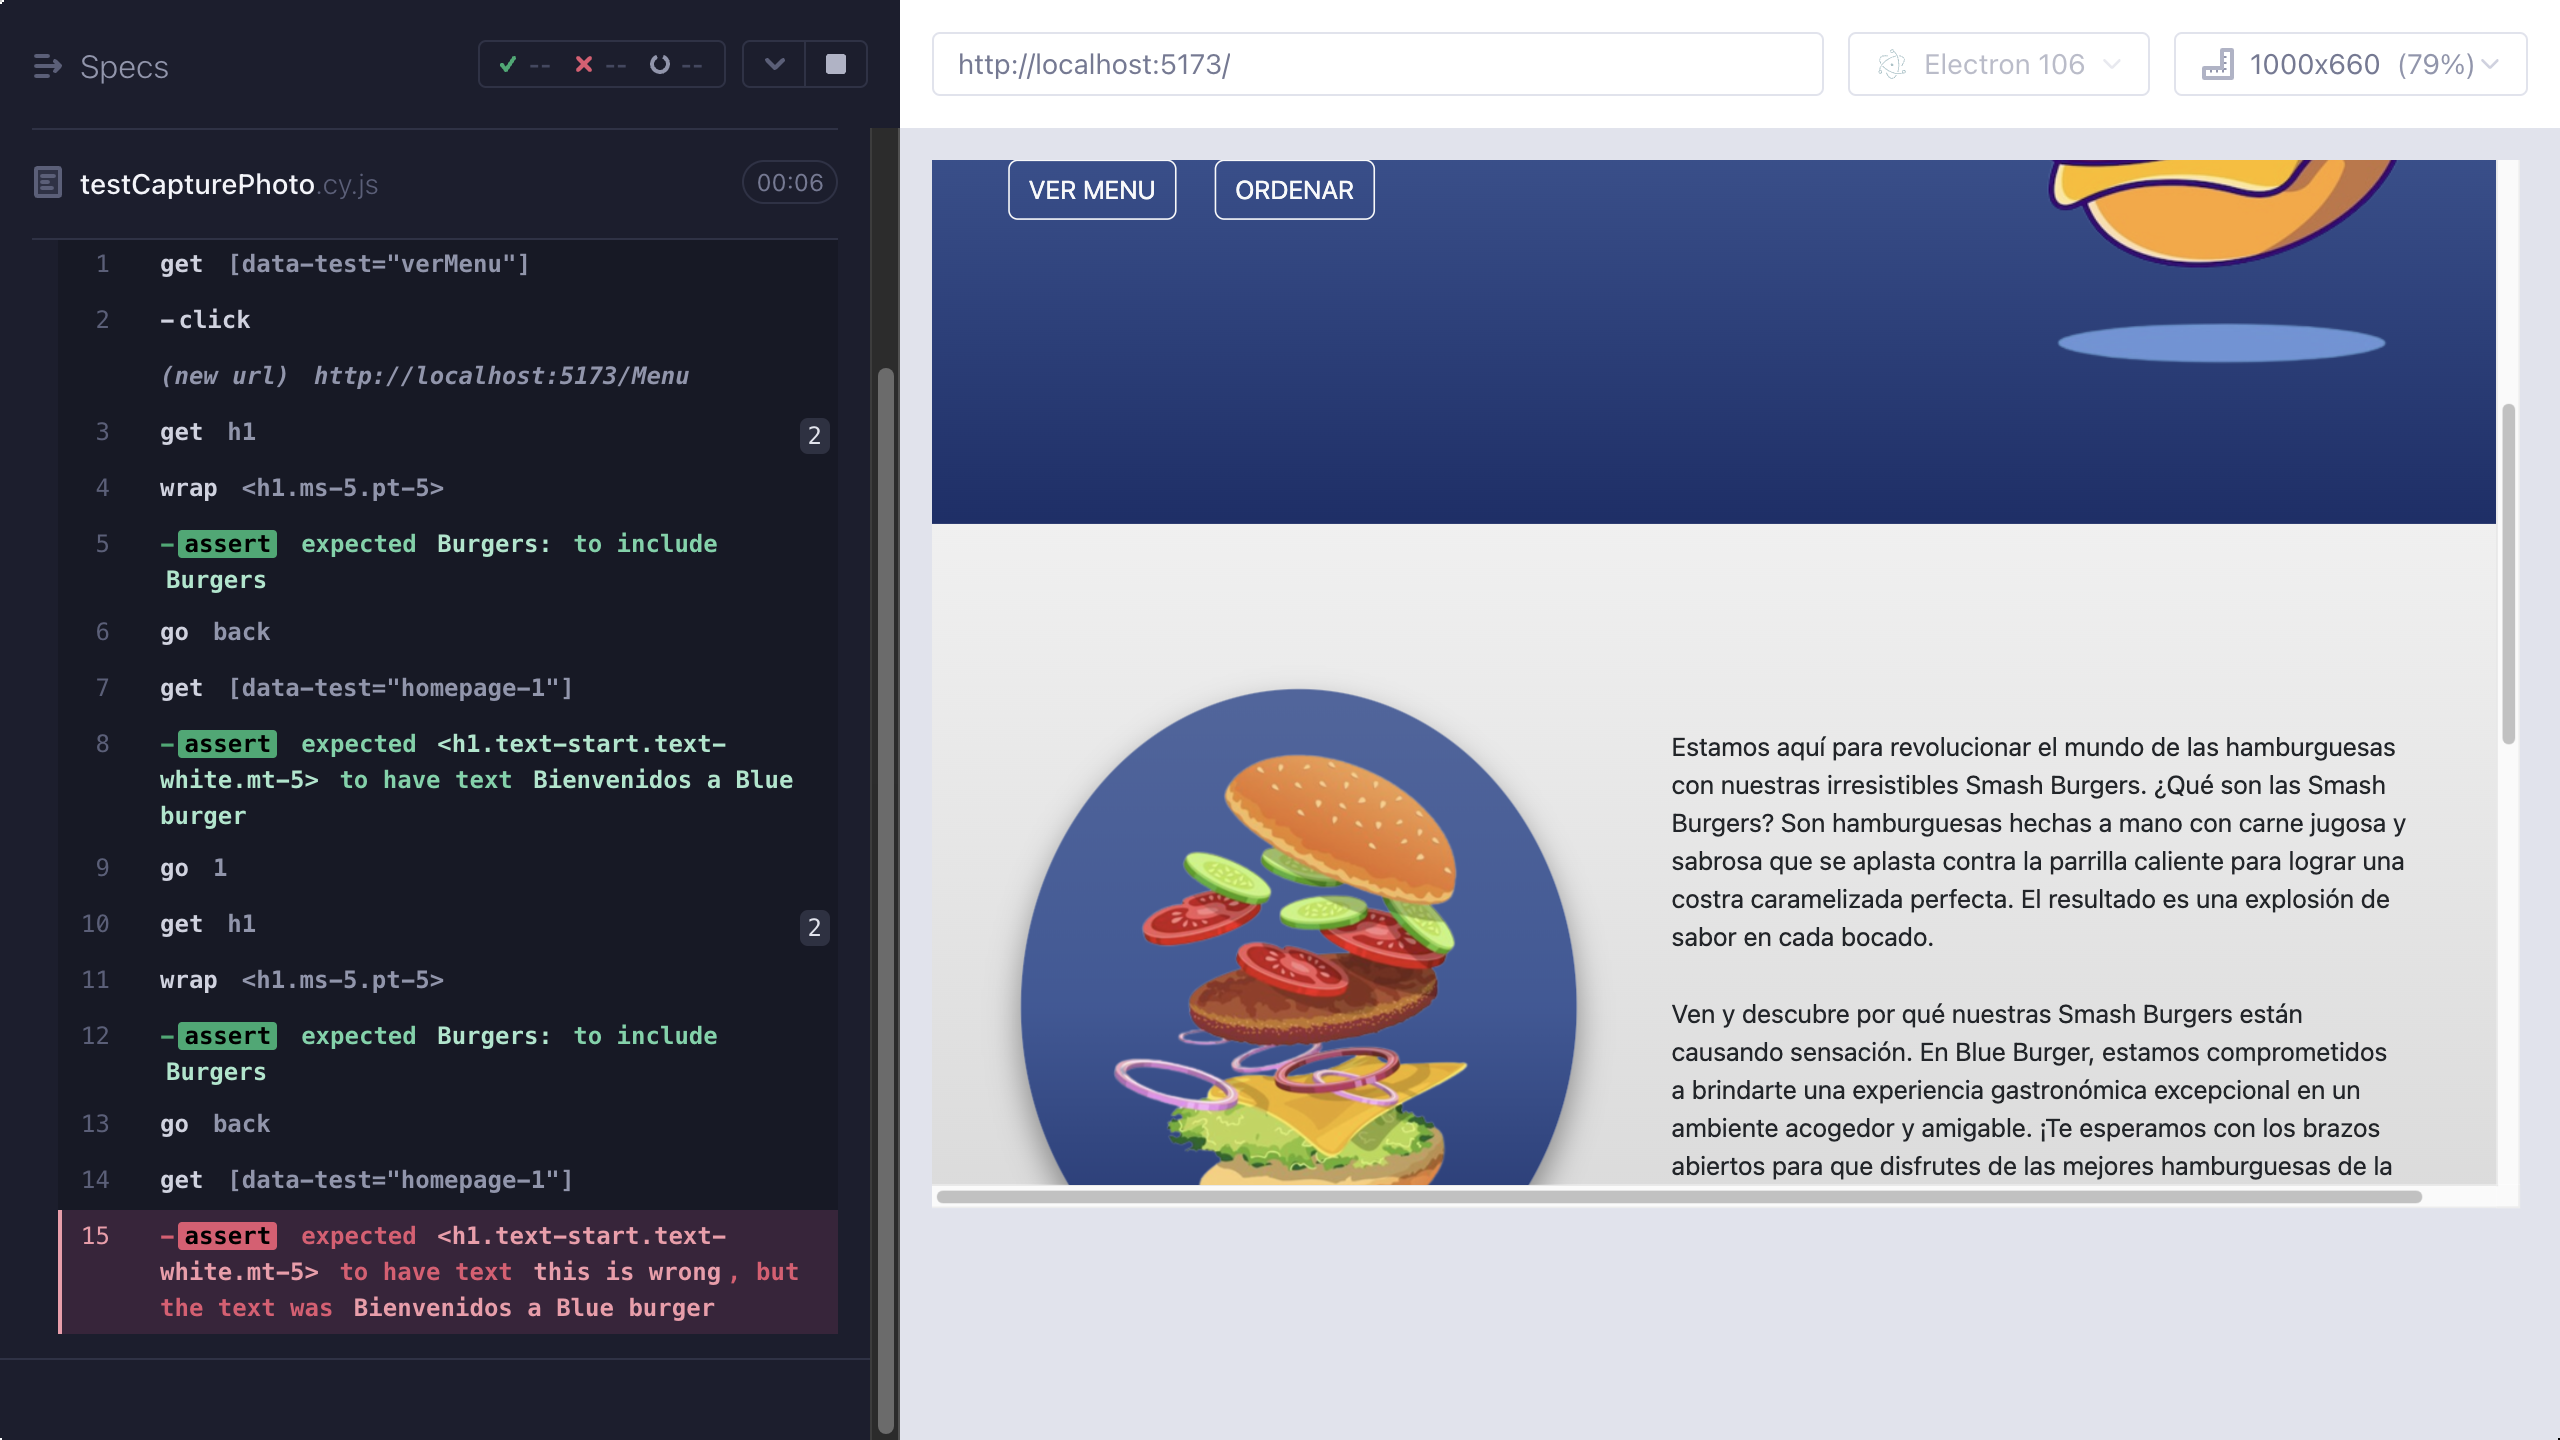 Specs
-- -- --
testCapturePhoto.cy.js
00:06
1 get [data-test="verMenu"]
2 -click
(new url) http://localhost:5173/Menu
3 get h1 2
4 wrap <h1.ms-5.pt-5>
5 -assert expected Burgers: to include
Burgers
6 go back
7 get [data-test="homepage-1"]
8 -assert expected <h1.text-start.text-
white.mt-5> to have text Bienvenidos a Blue
burger
9 go 1
10 get h1 2
11 wrap <h1.ms-5.pt-5>
12 -assert expected Burgers: to include
Burgers
13 go back
14 get [data-test="homepage-1"]
15 -assert expected <h1.text-start.text-
white.mt-5> to have text this is wrong, but
the text was Bienvenidos a Blue burger
http://localhost:5173/
Electron 106
1000x660 (79%)
VER MENU
ORDENAR
Estamos aquí para revolucionar el mundo de las hamburguesas
con nuestras irresistibles Smash Burgers. ¿Qué son las Smash
Burgers? Son hamburguesas hechas a mano con carne jugosa y
sabrosa que se aplasta contra la parrilla caliente para lograr una
costra caramelizada perfecta. El resultado es una explosión de
sabor en cada bocado.
Ven y descubre por qué nuestras Smash Burgers están
causando sensación. En Blue Burger, estamos comprometidos
a brindarte una experiencia gastronómica excepcional en un
ambiente acogedor y amigable. ¡Te esperamos con los brazos
abiertos para que disfrutes de las mejores hamburguesas de la